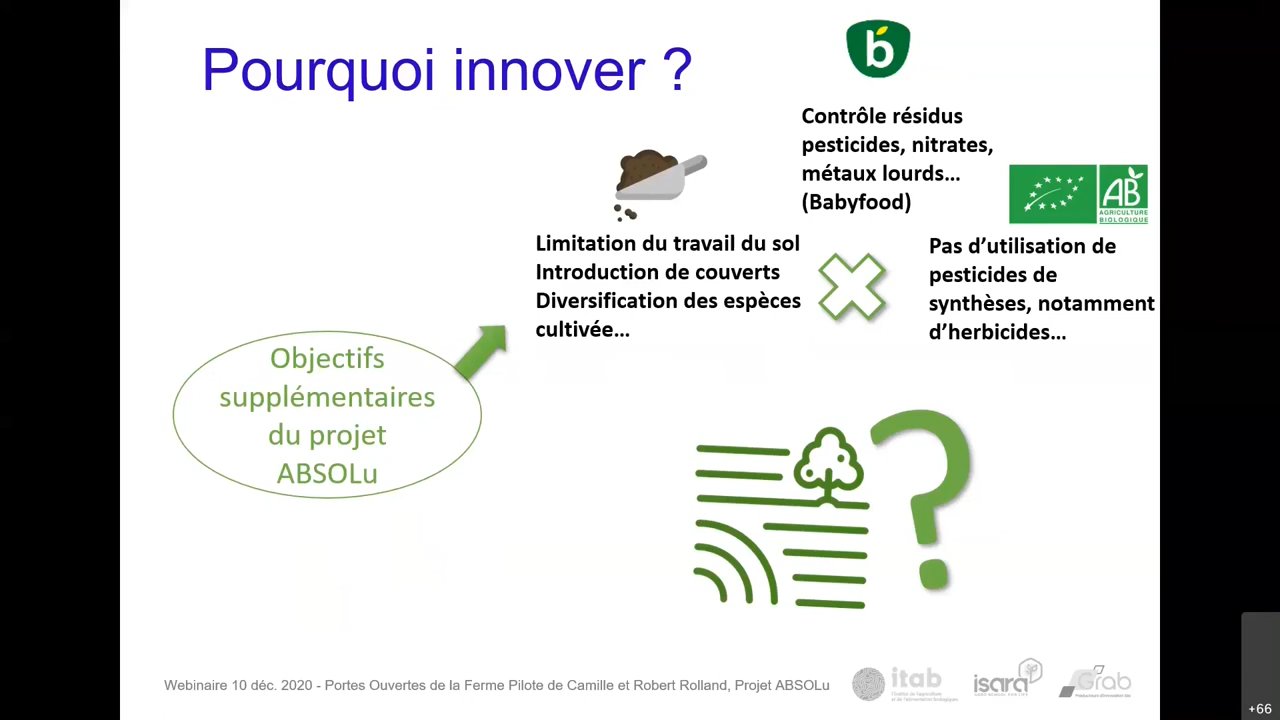 Pourquoi innover ?
b
Contrôle résidus
pesticides, nitrates,
métaux lourds...
(Babyfood)
AB
AGRICULTURE
BIOLOGIQUE
Limitation du travail du sol
Introduction de couverts
Diversification des espèces
cultivée...
Pas d'utilisation de
pesticides de
synthèses, notamment
d'herbicides...
Objectifs
supplémentaires
du projet
ABSOLu
?
Webinaire 10 déc. 2020 - Portes Ouvertes de la Ferme Pilote de Camille et Robert Rolland, Projet ABSOLu
itab
isara
Grab
+66